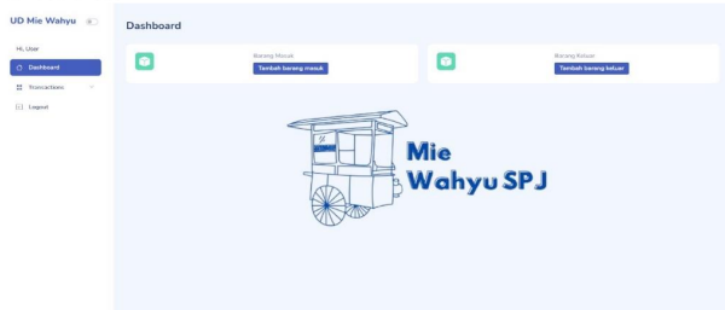 UD Mie Wahyu
Hi, User
Dashboard
Transactions
Logout
Dashboard
Barang Masuk
Tambah barang masuk
Barang Keluar
Tambah barang keluar
Mie
Wahyu SPJ